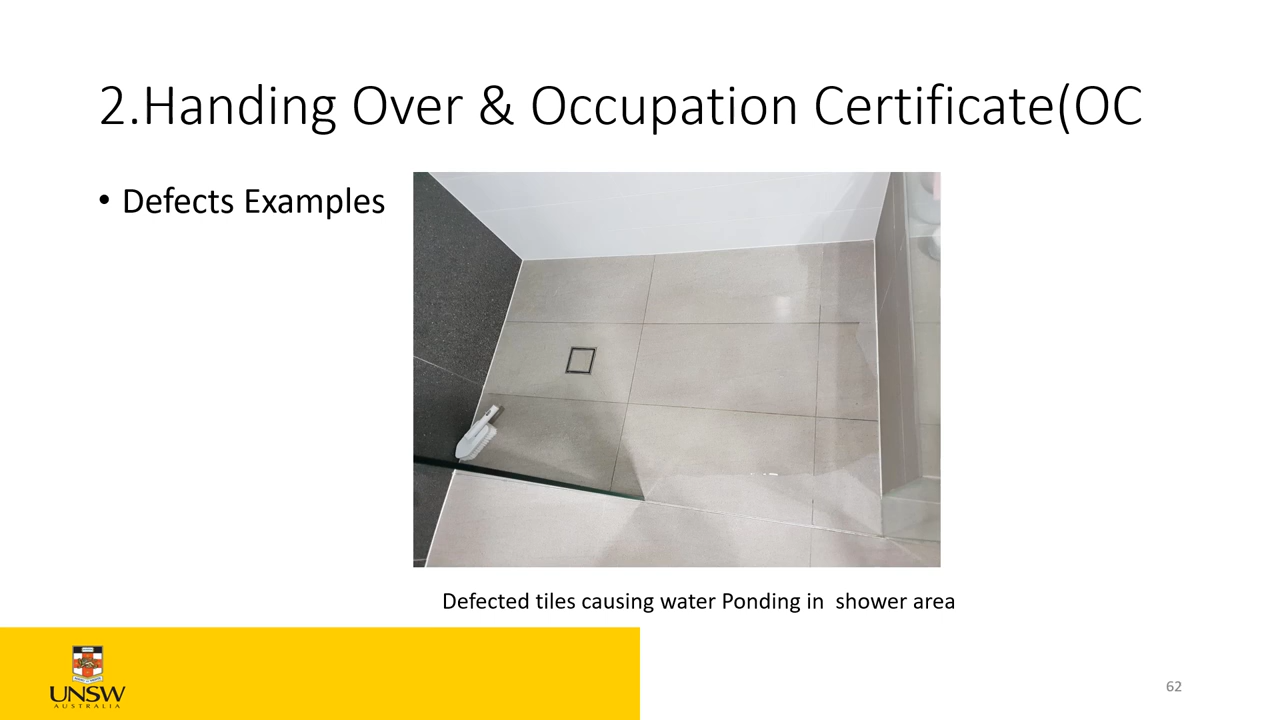 2.Handing Over & Occupation Certificate(OC
• Defects Examples
Defected tiles causing water Ponding in  shower area
UNSW
AUSTRALIA
62